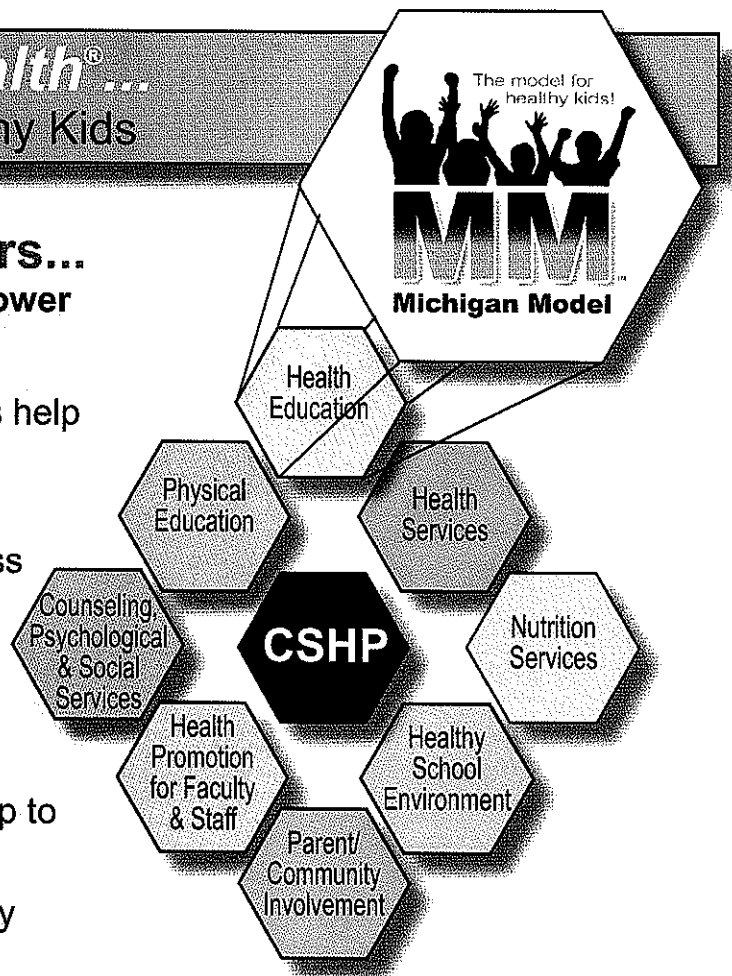 alth®...
hy Kids
The model for
healthy kids!
MM™
Michigan Model
rs...
ower
s help
ss
p to
y
Health
Education
Physical
Education
Health
Services
Counseling,
Psychological
& Social
Services
CSHP
Nutrition
Services
Health
Promotion
for Faculty
& Staff
Healthy
School
Environment
Parent/
Community
Involvement